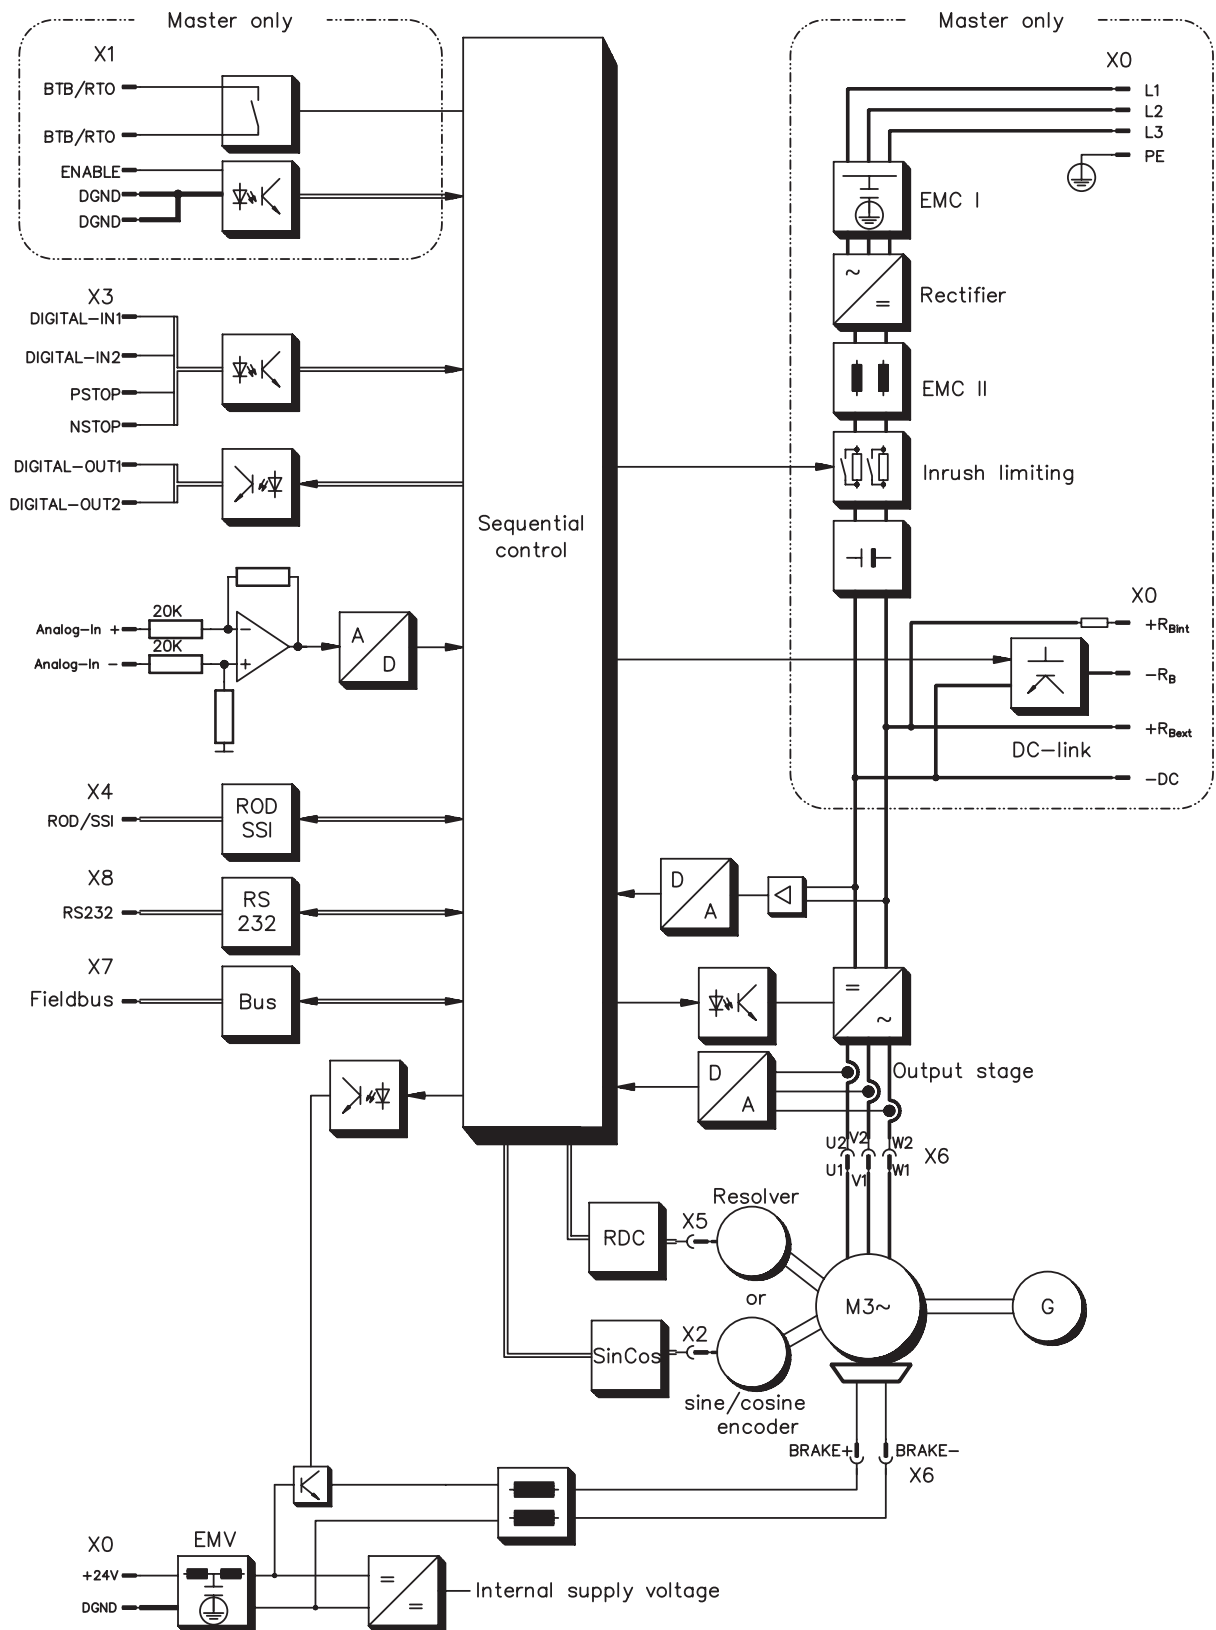 Master only
Master only
X1
BTB/RTO
BTB/RTO
ENABLE
DGND
DGND
X0
L1
L2
L3
PE
EMC I
Rectifier
EMC II
Inrush limiting
X3
DIGITAL-IN1
DIGITAL-IN2
PSTOP
NSTOP
DIGITAL-OUT1
DIGITAL-OUT2
Sequential
control
20K
Analog-In +
20K
Analog-In -
A
D
X0
+RBint
-RB
+RBext
DC-link
-DC
X4
ROD/SSI
ROD
SSI
X8
RS232
RS
232
X7
Fieldbus
Bus
D
A
D
A
Output stage
U2 V2 W2
X6
U1 V1 W1
Resolver
RDC
X5
or
M3~
G
SinCos
X2
sine/cosine
encoder
BRAKE+
BRAKE-
X6
X0
EMV
+24V
DGND
Internal supply voltage